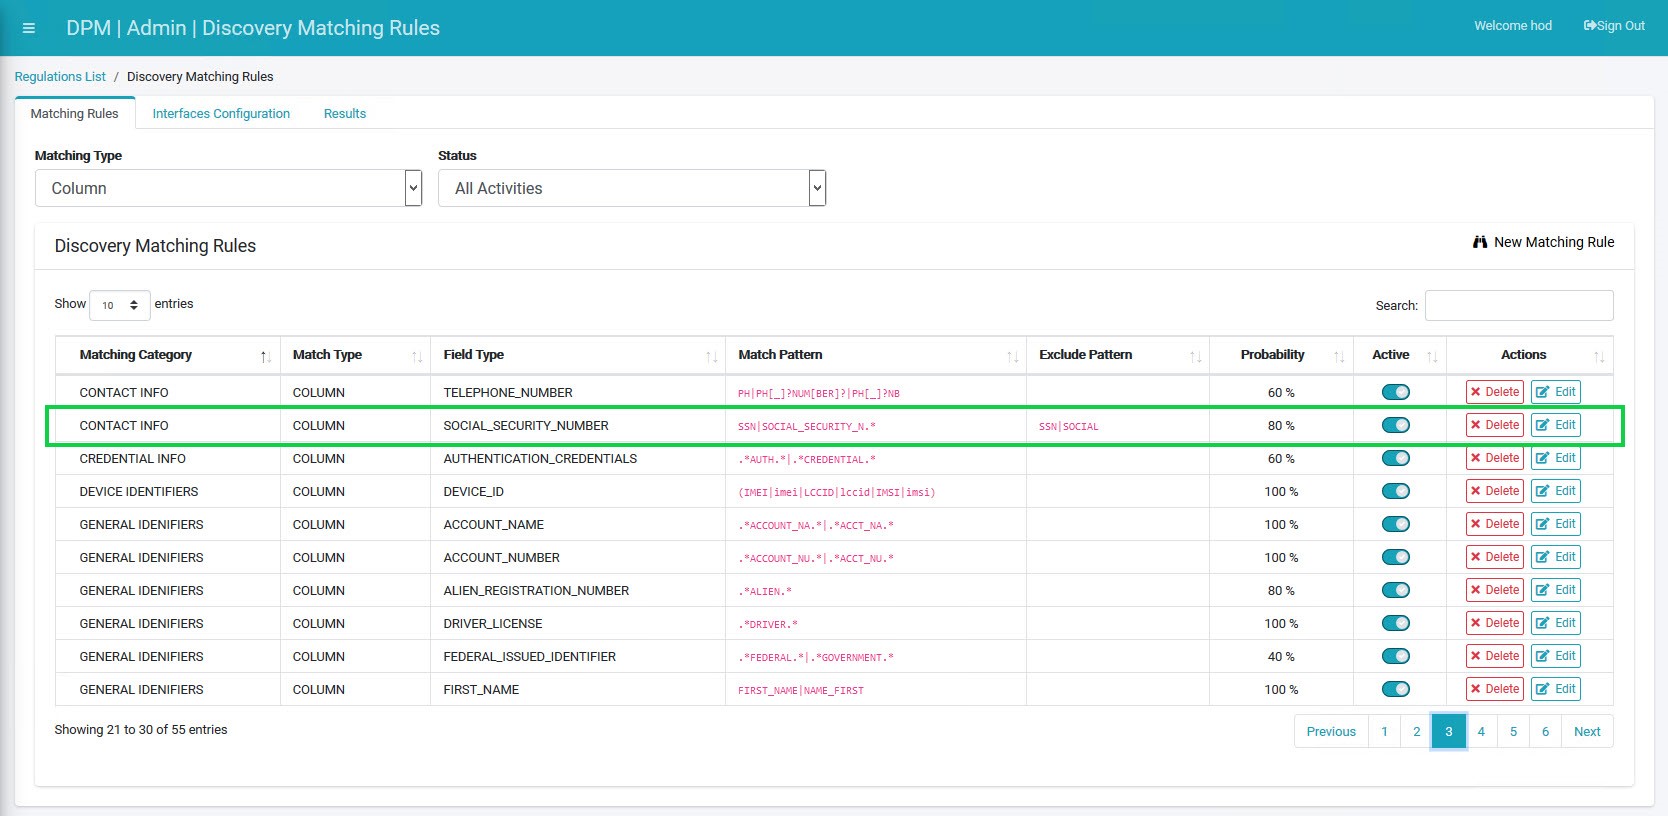 DPM | Admin | Discovery Matching Rules
Welcome hod
Sign Out
Regulations List / Discovery Matching Rules
Matching Rules
Interfaces Configuration
Results
Matching Type
Status
Column
All Activities
Discovery Matching Rules
New Matching Rule
Show 10 entries
Search:
Matching Category Match Type Field Type Match Pattern Exclude Pattern Probability Active Actions
CONTACT INFO COLUMN TELEPHONE_NUMBER PH|PH[_]?NUM[BER]?|PH[_]?NB 60 % Delete Edit
CONTACT INFO COLUMN SOCIAL_SECURITY_NUMBER SSN|SOCIAL_SECURITY_N.* SSN|SOCIAL 80 % Delete Edit
CREDENTIAL INFO COLUMN AUTHENTICATION_CREDENTIALS .*AUTH.*|.*CREDENTIAL.* 60 % Delete Edit
DEVICE IDENTIFIERS COLUMN DEVICE_ID (IMEI|imei|LCCID|lccid|IMSI|imsi) 100 % Delete Edit
GENERAL IDENIFIERS COLUMN ACCOUNT_NAME .*ACCOUNT_NA.*|.*ACCT_NA.* 100 % Delete Edit
GENERAL IDENIFIERS COLUMN ACCOUNT_NUMBER .*ACCOUNT_NU.*|.*ACCT_NU.* 100 % Delete Edit
GENERAL IDENIFIERS COLUMN ALIEN_REGISTRATION_NUMBER .*ALIEN.* 80 % Delete Edit
GENERAL IDENIFIERS COLUMN DRIVER_LICENSE .*DRIVER.* 100 % Delete Edit
GENERAL IDENIFIERS COLUMN FEDERAL_ISSUED_IDENTIFIER .*FEDERAL.*|.*GOVERNMENT.* 40 % Delete Edit
GENERAL IDENIFIERS COLUMN FIRST_NAME FIRST_NAME|NAME_FIRST 100 % Delete Edit
Showing 21 to 30 of 55 entries
Previous 1 2 3 4 5 6 Next